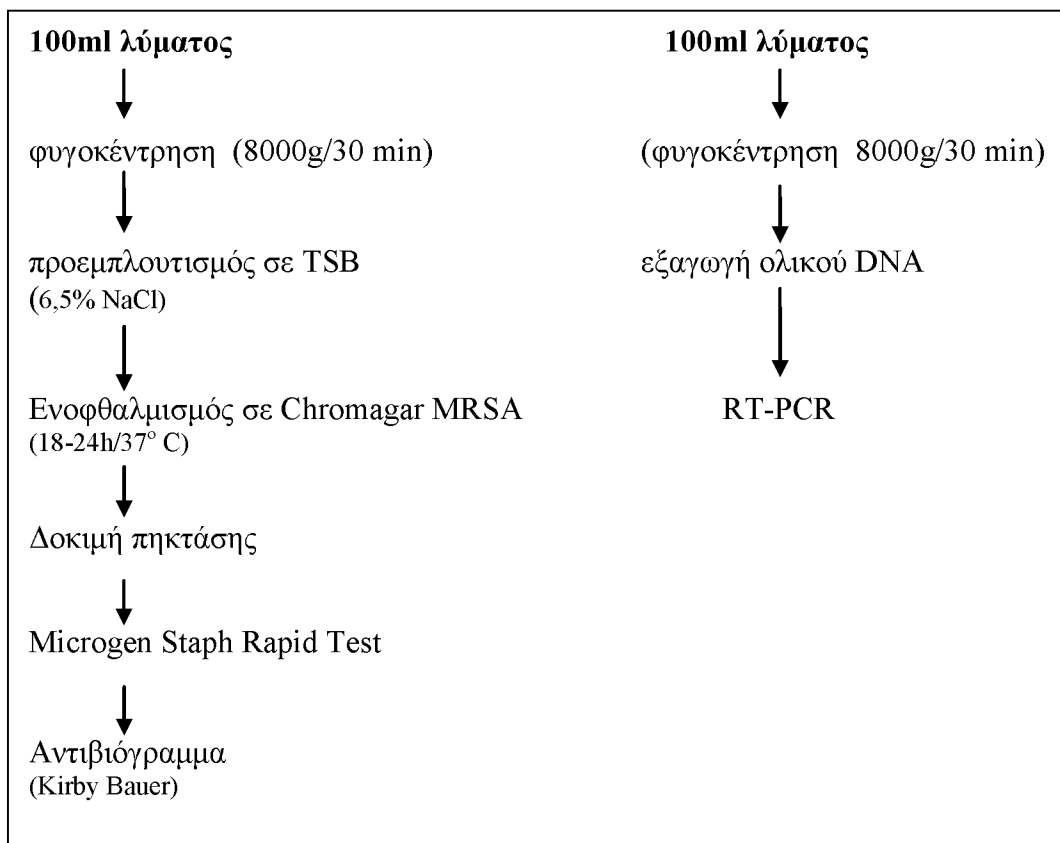 100ml λύματος
φυγοκέντρηση (8000g/30 min)
προεμπλουτισμός σε TSB
(6,5% NaCl)
Ενοφθαλμισμός σε Chromagar MRSA
(18-24h/37° C)
Δοκιμή πηκτάσης
Microgen Staph Rapid Test
Αντιβιόγραμμα
(Kirby Bauer)
100ml λύματος
(φυγοκέντρηση 8000g/30 min)
εξαγωγή ολικού DNA
RT-PCR